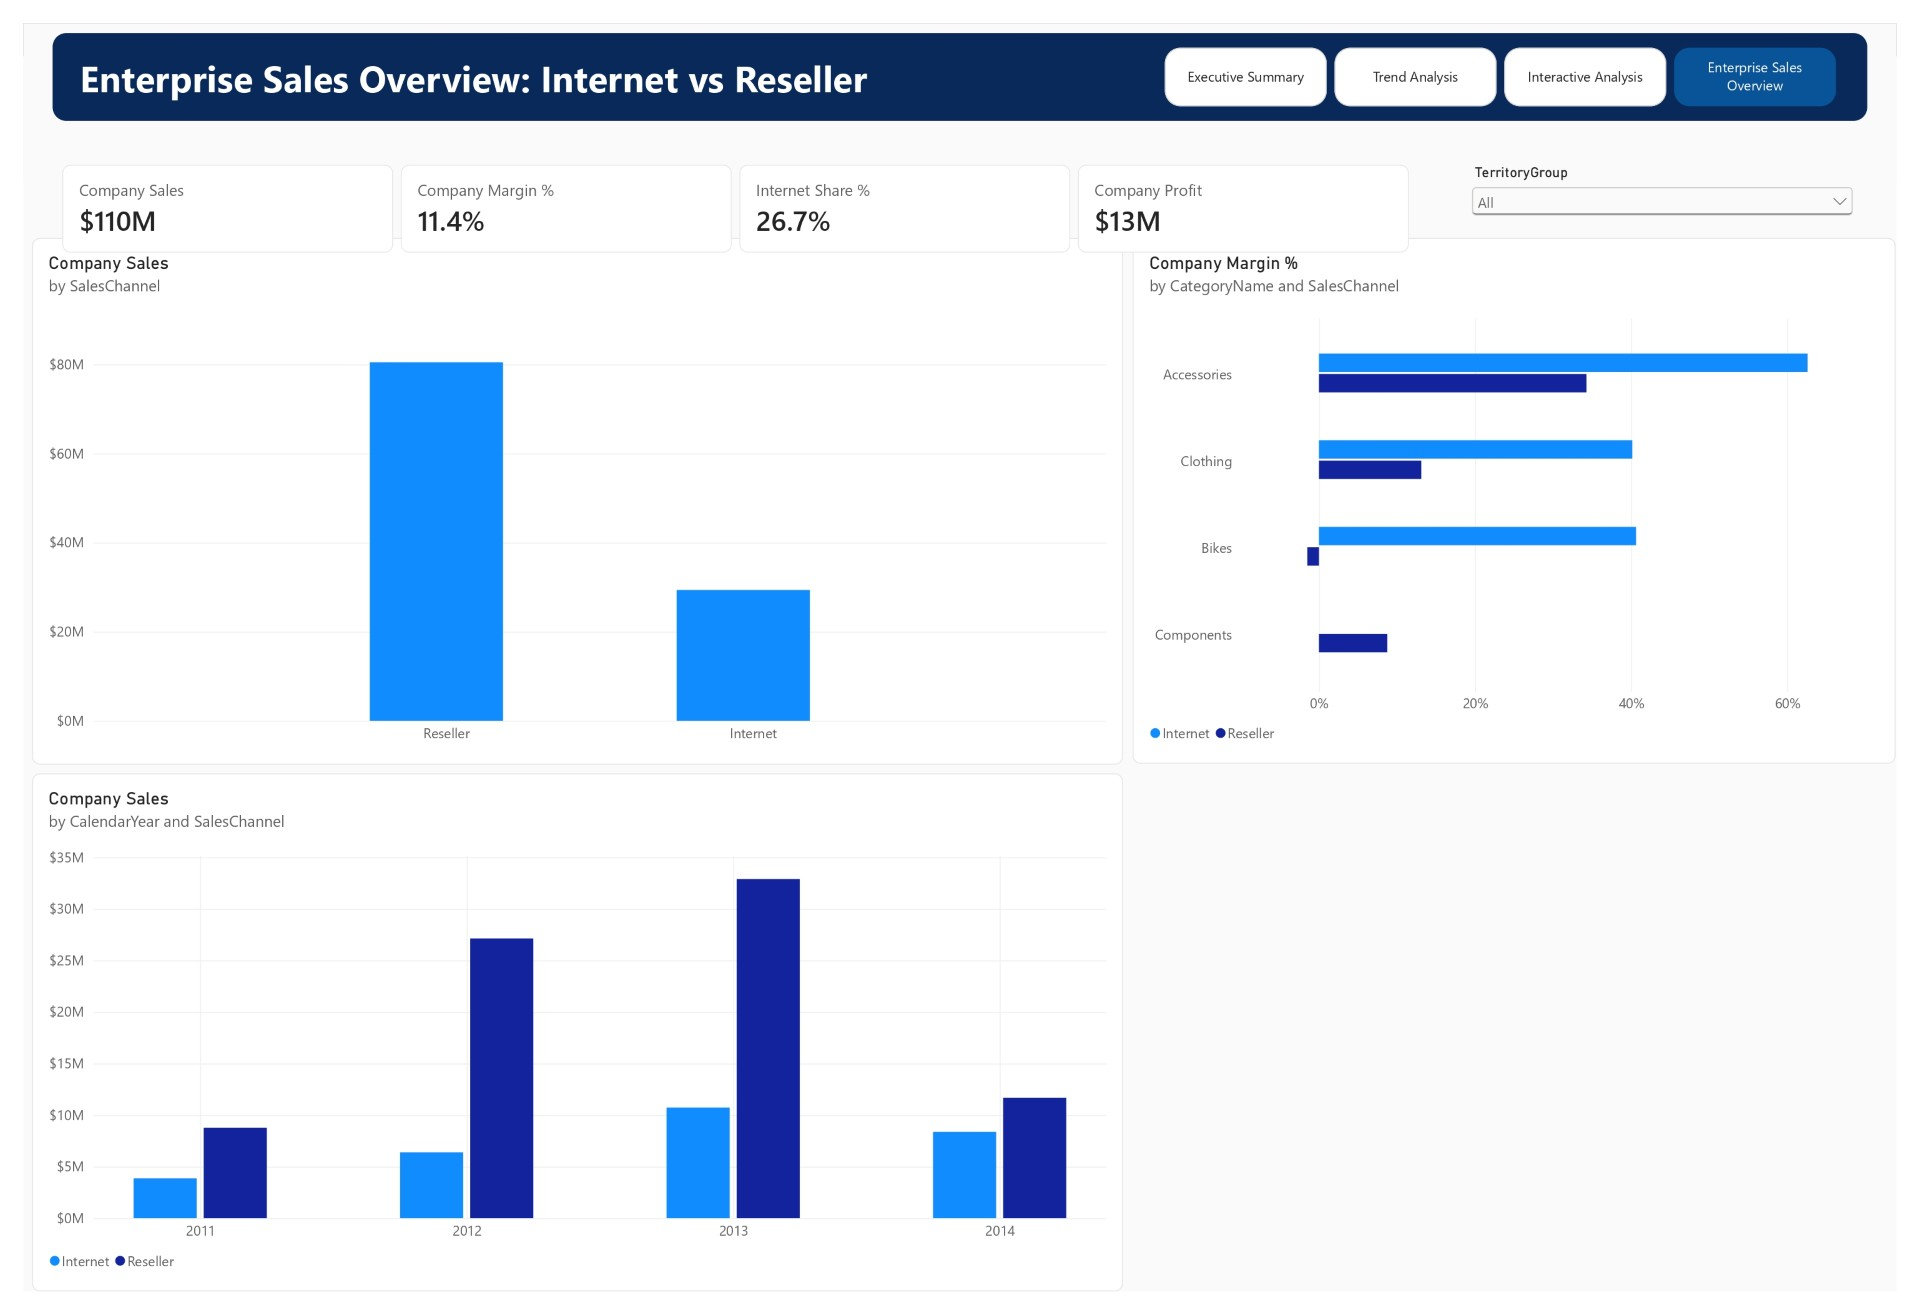 Enterprise Sales Overview: Internet vs Reseller
Executive Summary
Trend Analysis
Interactive Analysis
Enterprise Sales
Overview
Company Sales
$110M
Company Margin %
11.4%
Internet Share %
26.7%
Company Profit
$13M
TerritoryGroup
All
Company Sales
by SalesChannel
$80M
$60M
$40M
$20M
$0M
Reseller
Internet
Company Margin %
by CategoryName and SalesChannel
Accessories
Clothing
Bikes
Components
0%
20%
40%
60%
Internet
Reseller
Company Sales
by CalendarYear and SalesChannel
$35M
$30M
$25M
$20M
$15M
$10M
$5M
$0M
2011
2012
2013
2014
Internet
Reseller